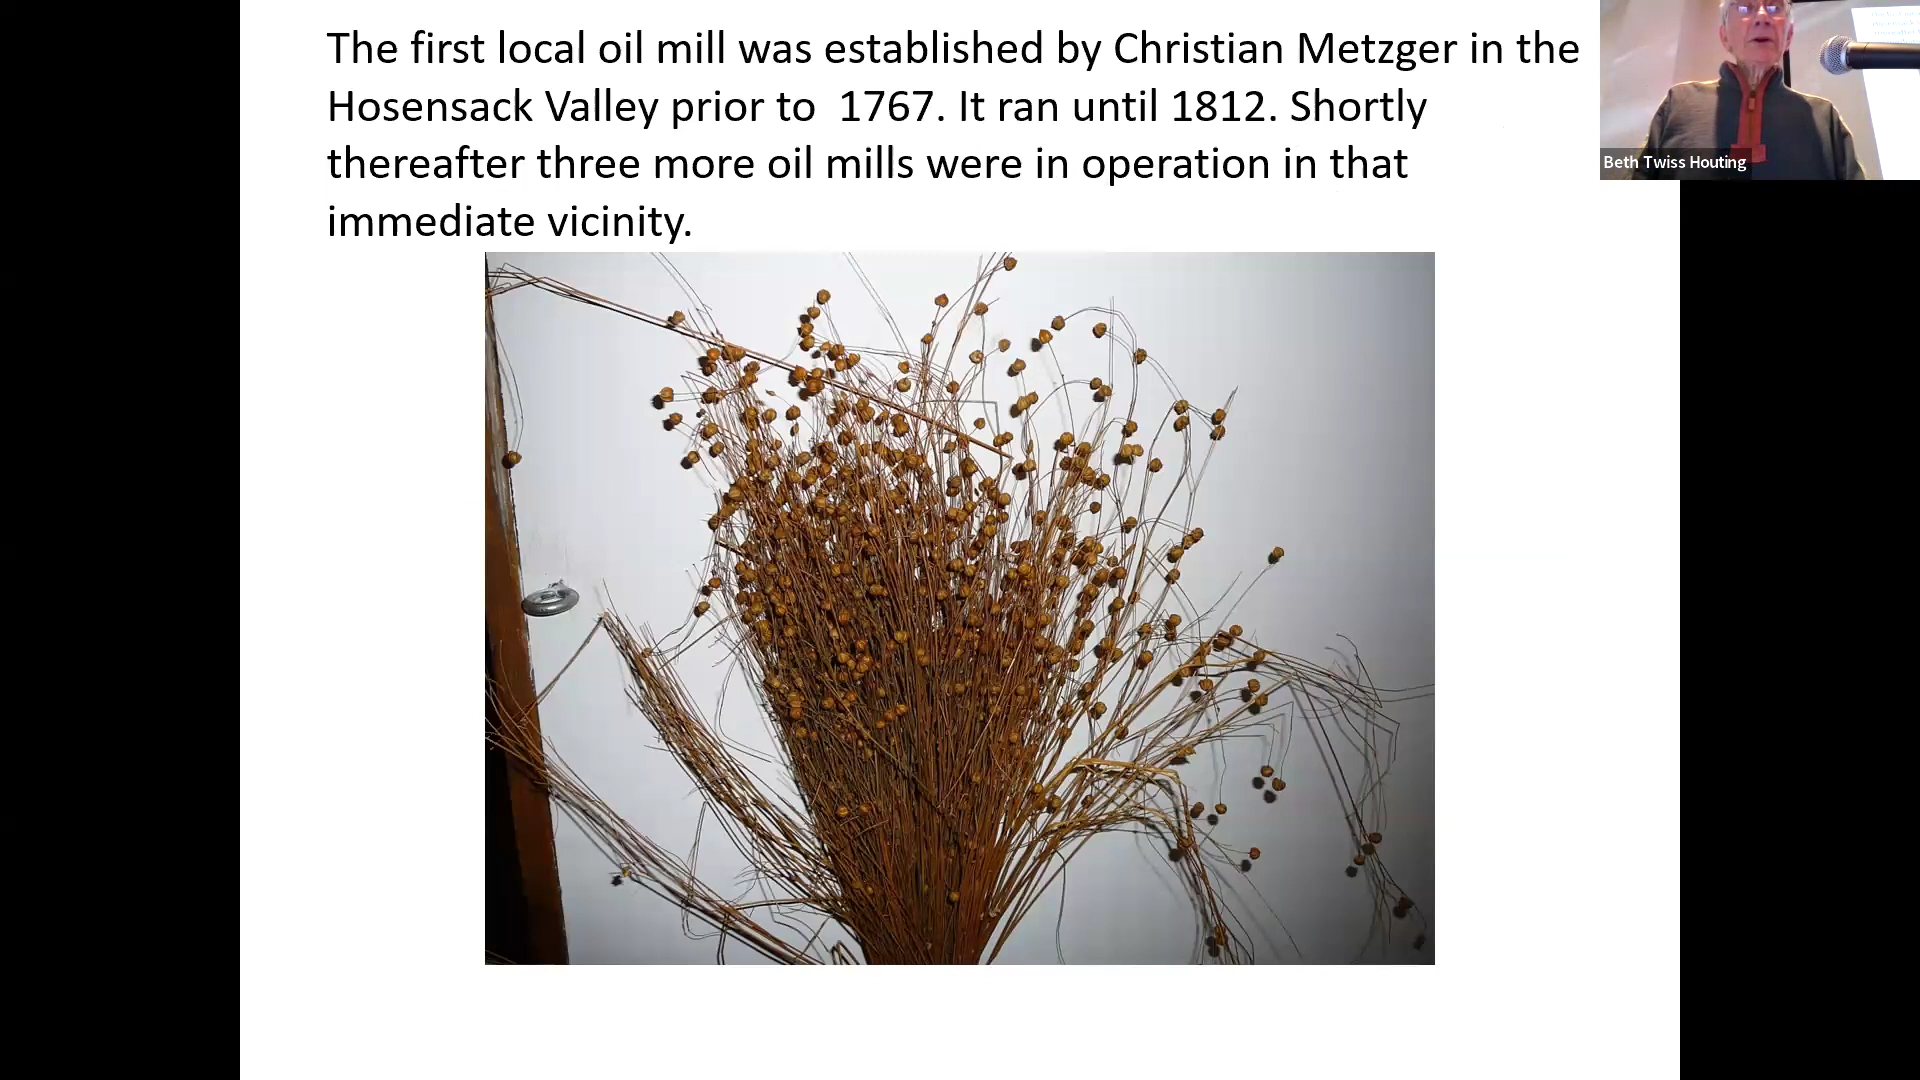 The first local oil mill was established by Christian Metzger in the
Hosensack Valley prior to  1767. It ran until 1812. Shortly
thereafter three more oil mills were in operation in that
immediate vicinity.
Beth Twiss Houting